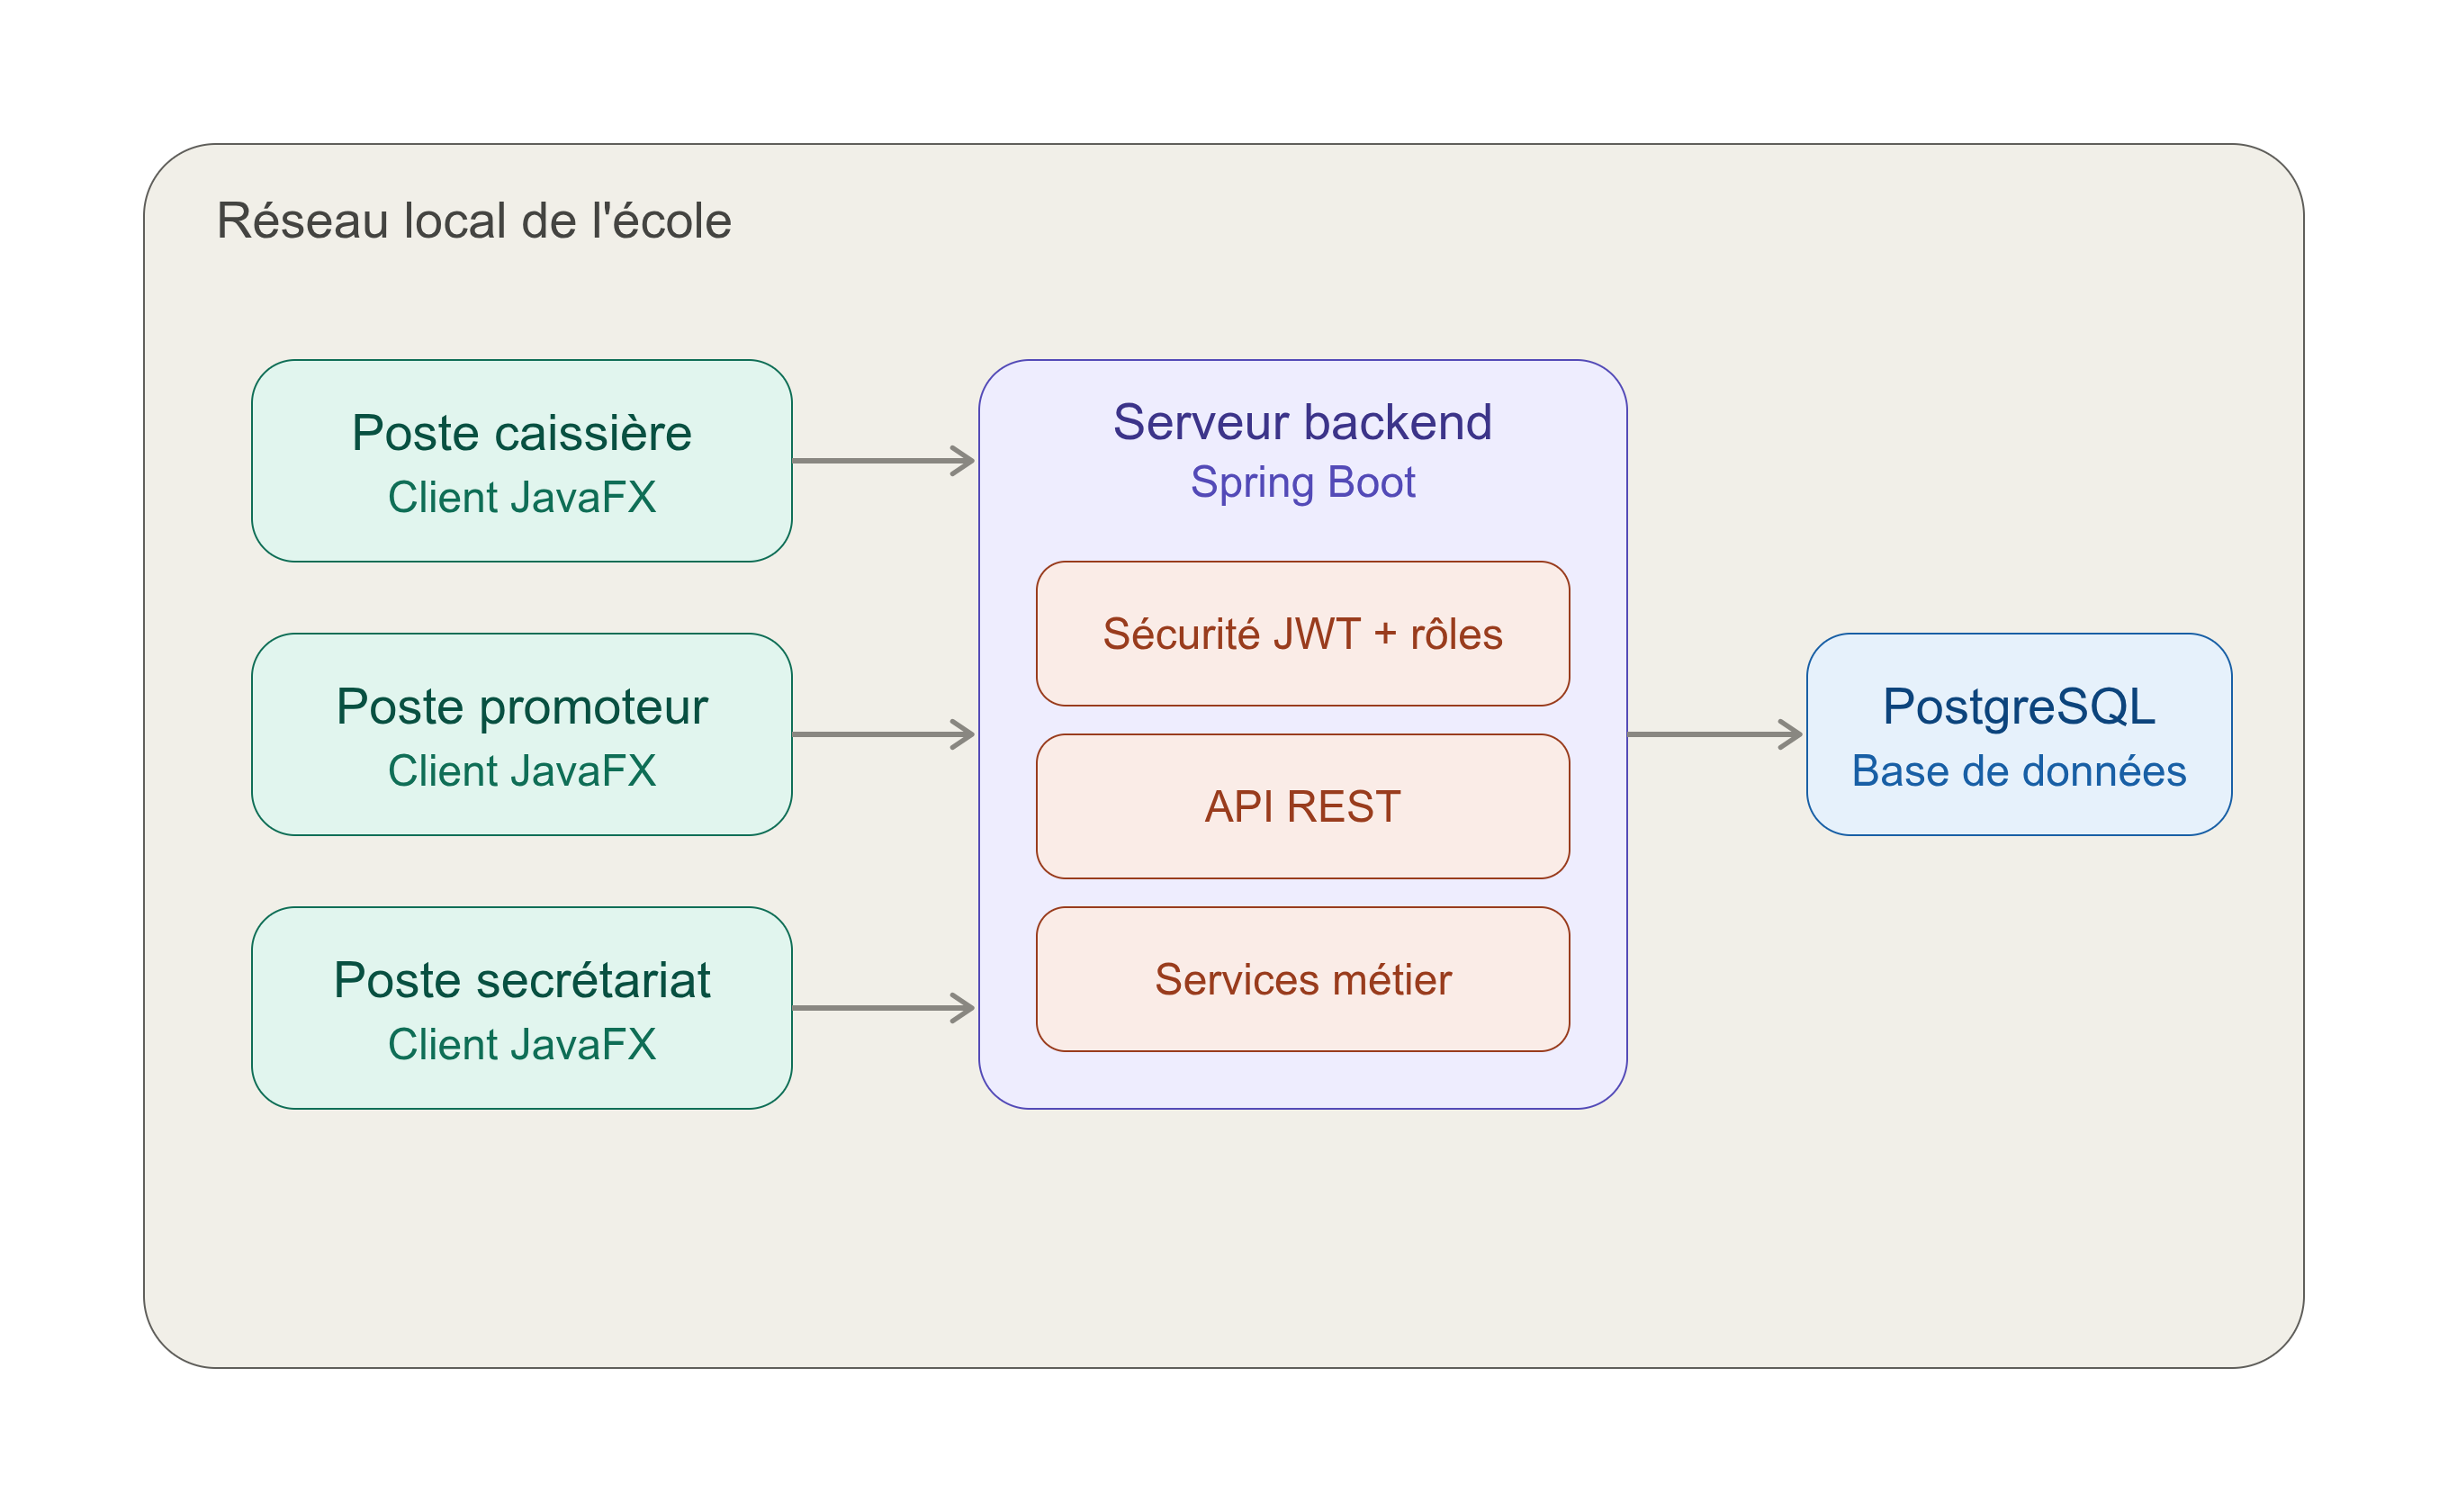 Réseau local de l'école
Poste caissière
Client JavaFX
Poste promoteur
Client JavaFX
Poste secrétariat
Client JavaFX
Serveur backend
Spring Boot
Sécurité JWT + rôles
API REST
Services métier
PostgreSQL
Base de données